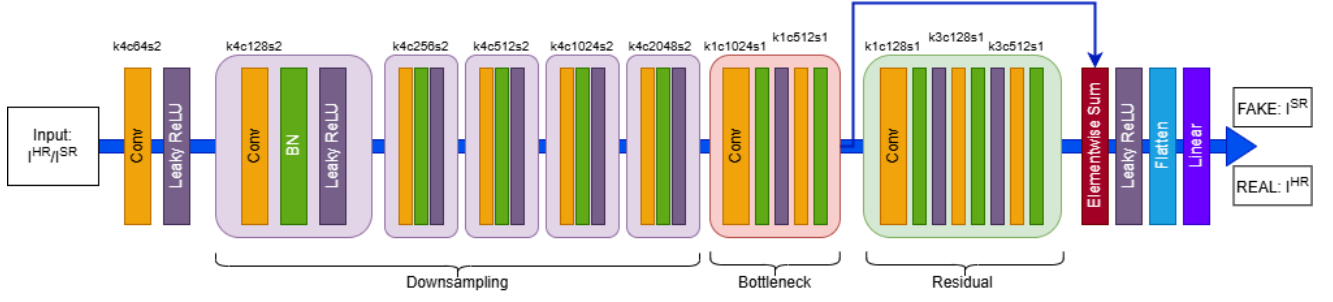 k4c64s2
k4c128s2
k4c256s2
k4c512s2
k4c1024s2
k4c2048s2
k1c1024s1
k1c512s1
k1c128s1
k3c128s1
k3c512s1
Input:
I^HR/I^SR
Conv
Leaky ReLU
Conv
BN
Leaky ReLU
Conv
Conv
Elementwise Sum
Leaky ReLU
Flatten
Linear
FAKE: I^SR
REAL: I^HR
Downsampling
Bottleneck
Residual